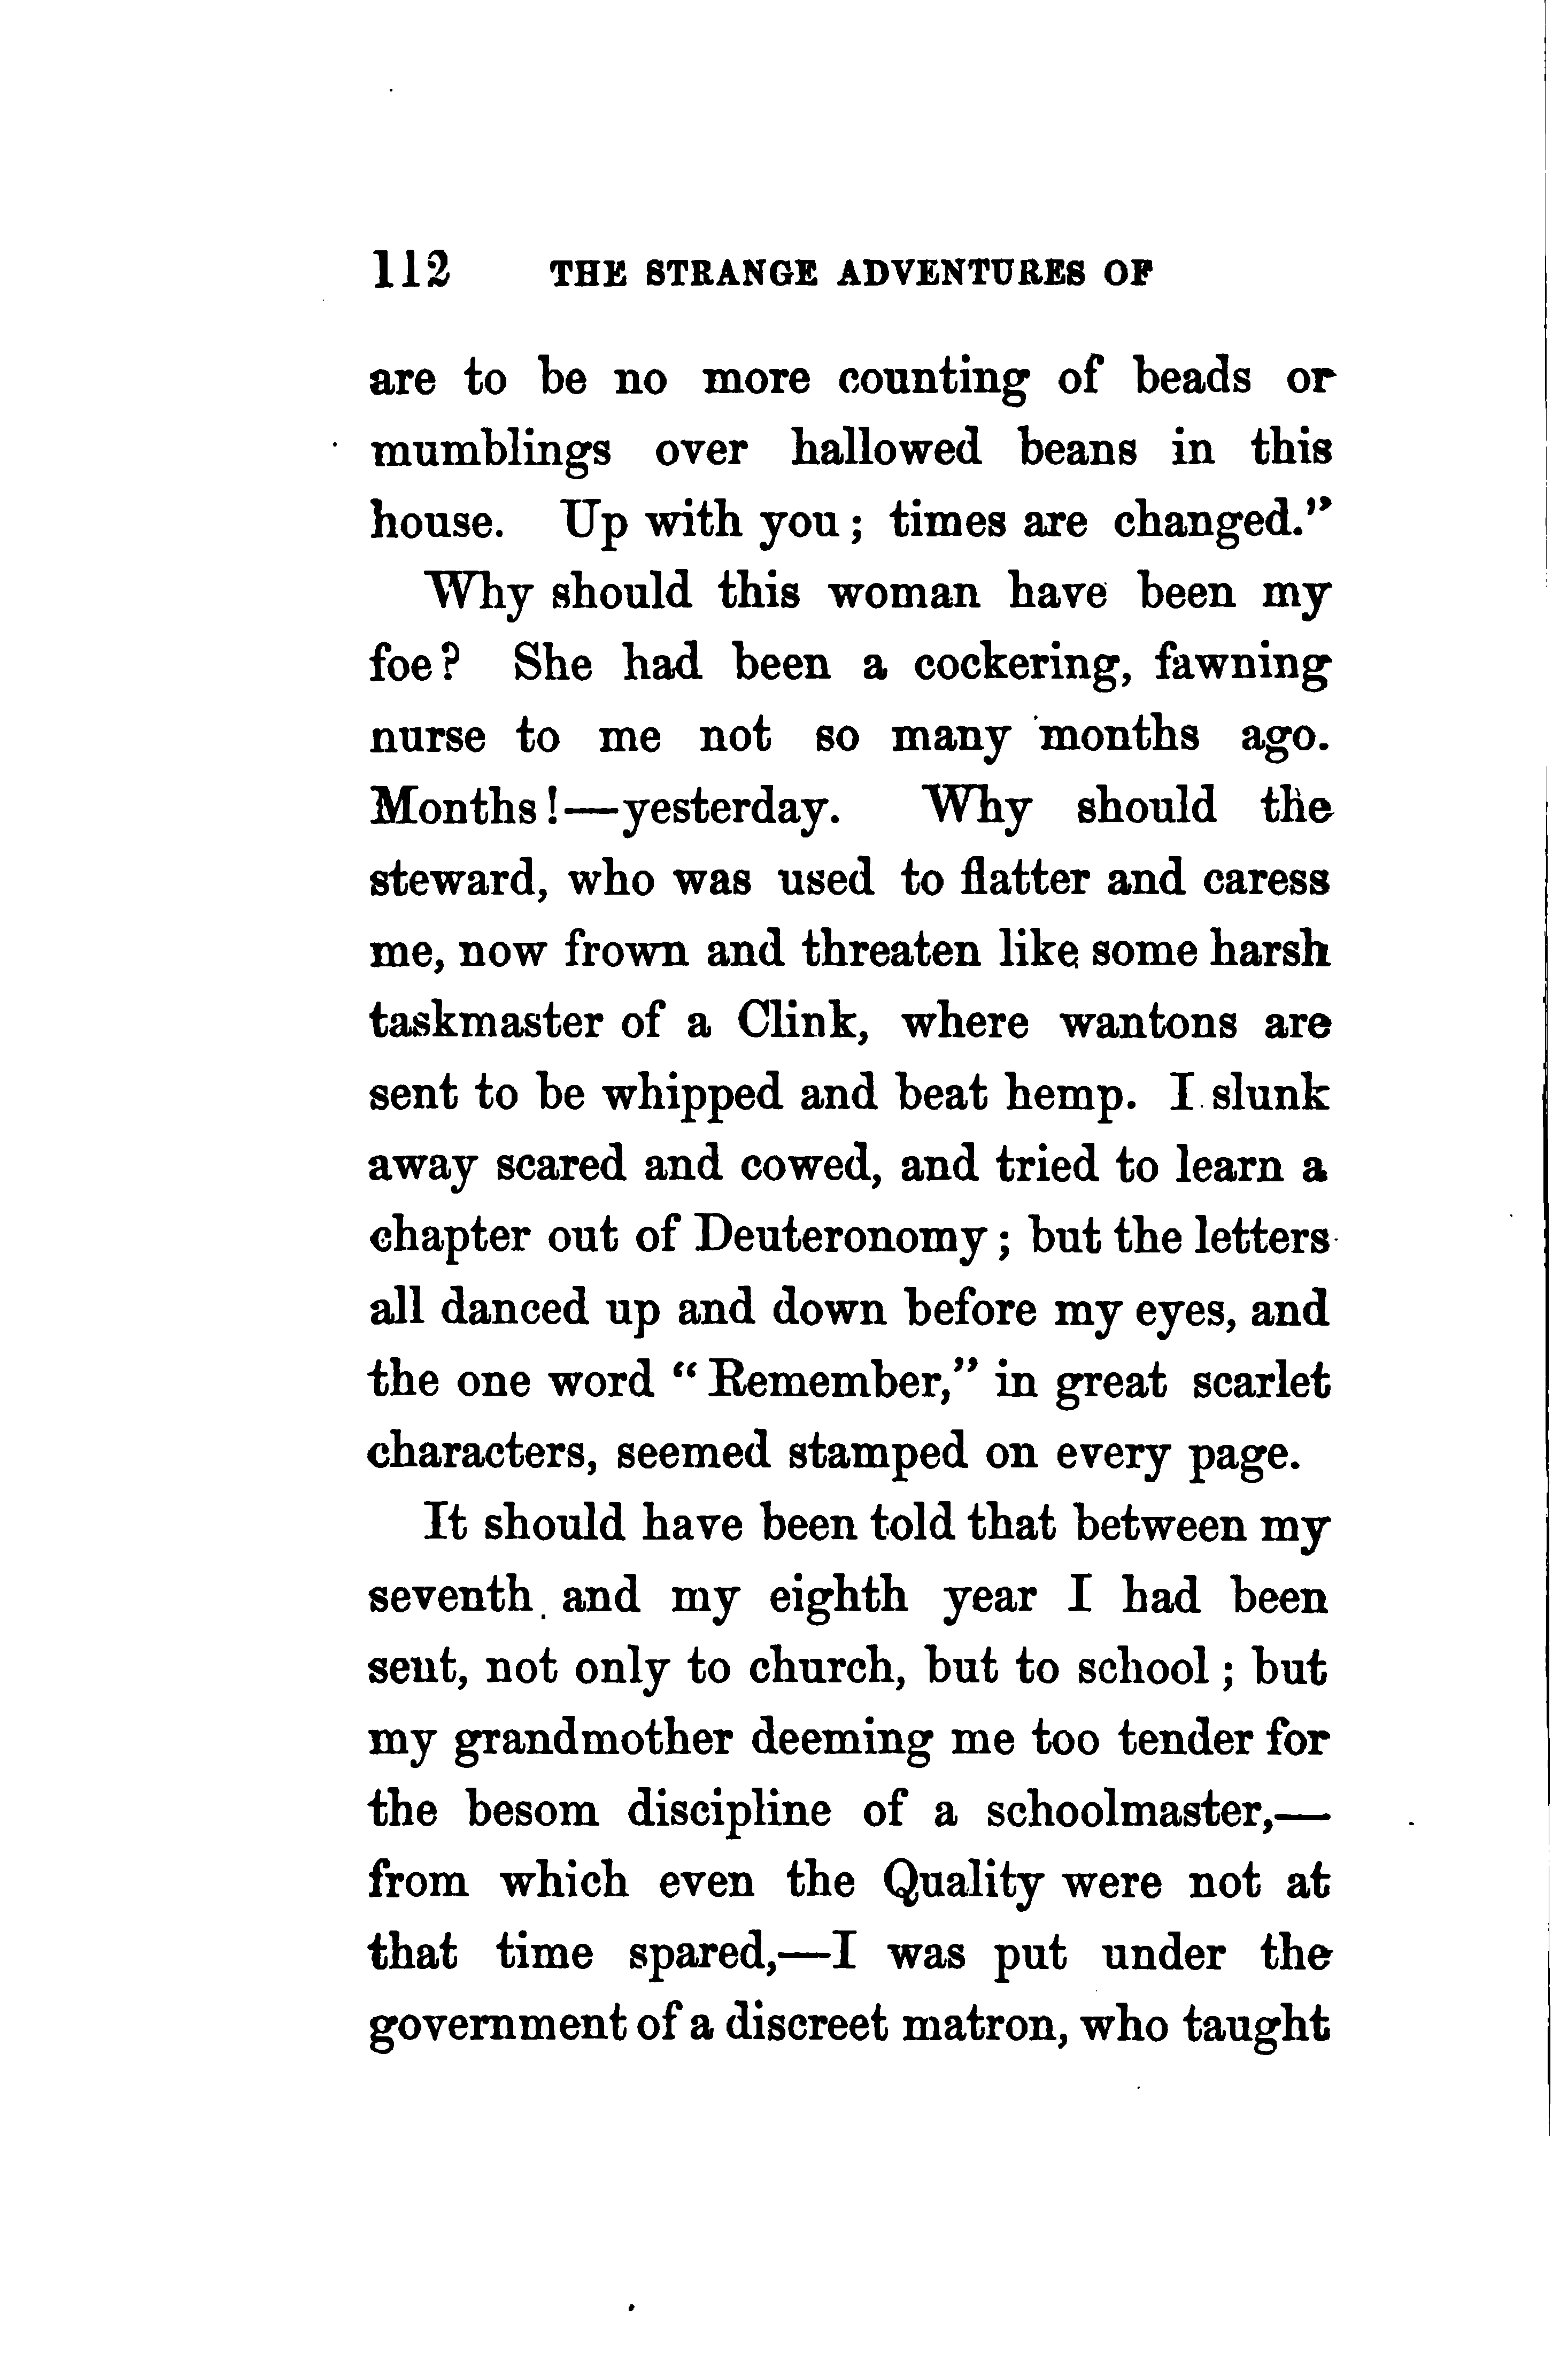 112 THE STRANGE ADVENTURES OF
are to be no more counting of beads or
mumblings over hallowed beans in this
house. Up with you; times are changed."
Why should this woman have been my
foe? She had been a cockering, fawning
nurse to me not so many months ago.
Months!—yesterday. Why should the
steward, who was used to flatter and caress
me, now frown and threaten like some harsh
taskmaster of a Clink, where wantons are
sent to be whipped and beat hemp. I slunk
away scared and cowed, and tried to learn a
chapter out of Deuteronomy; but the letters
all danced up and down before my eyes, and
the one word "Remember," in great scarlet
characters, seemed stamped on every page.
It should have been told that between my
seventh and my eighth year I had been
sent, not only to church, but to school; but
my grandmother deeming me too tender for
the besom discipline of a schoolmaster,—
from which even the Quality were not at
that time spared,—I was put under the
government of a discreet matron, who taught